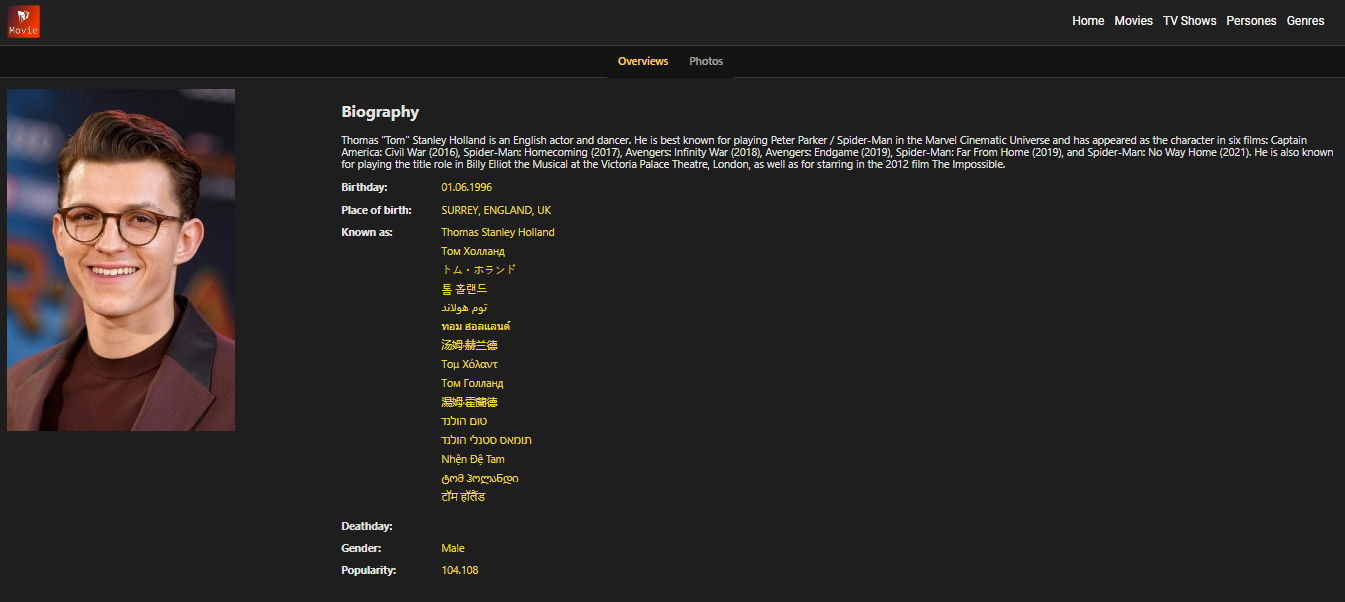 Movie
Home Movies TV Shows Persones Genres
Overviews Photos
Biography
Thomas "Tom" Stanley Holland is an English actor and dancer. He is best known for playing Peter Parker / Spider-Man in the Marvel Cinematic Universe and has appeared as the character in six films: Captain
America: Civil War (2016), Spider-Man: Homecoming (2017), Avengers: Infinity War (2018), Avengers: Endgame (2019), Spider-Man: Far From Home (2019), and Spider-Man: No Way Home (2021). He is also known
for playing the title role in Billy Elliot the Musical at the Victoria Palace Theatre, London, as well as for starring in the 2012 film The Impossible.
Birthday: 01.06.1996
Place of birth: SURREY, ENGLAND, UK
Known as: Thomas Stanley Holland
Том Холланд
トム・ホランド
톰 홀랜드
توم هولاند
ทอม ฮอลแลนด์
汤姆·赫兰德
Τομ Χόλαντ
Том Голланд
湯姆·霍蘭德
טום הולנד
תומאס סטנלי הולנד
Nhện Đệ Tam
ტომ ჰოლანდი
टॉम हॉलैंड
Deathday:
Gender: Male
Popularity: 104.108